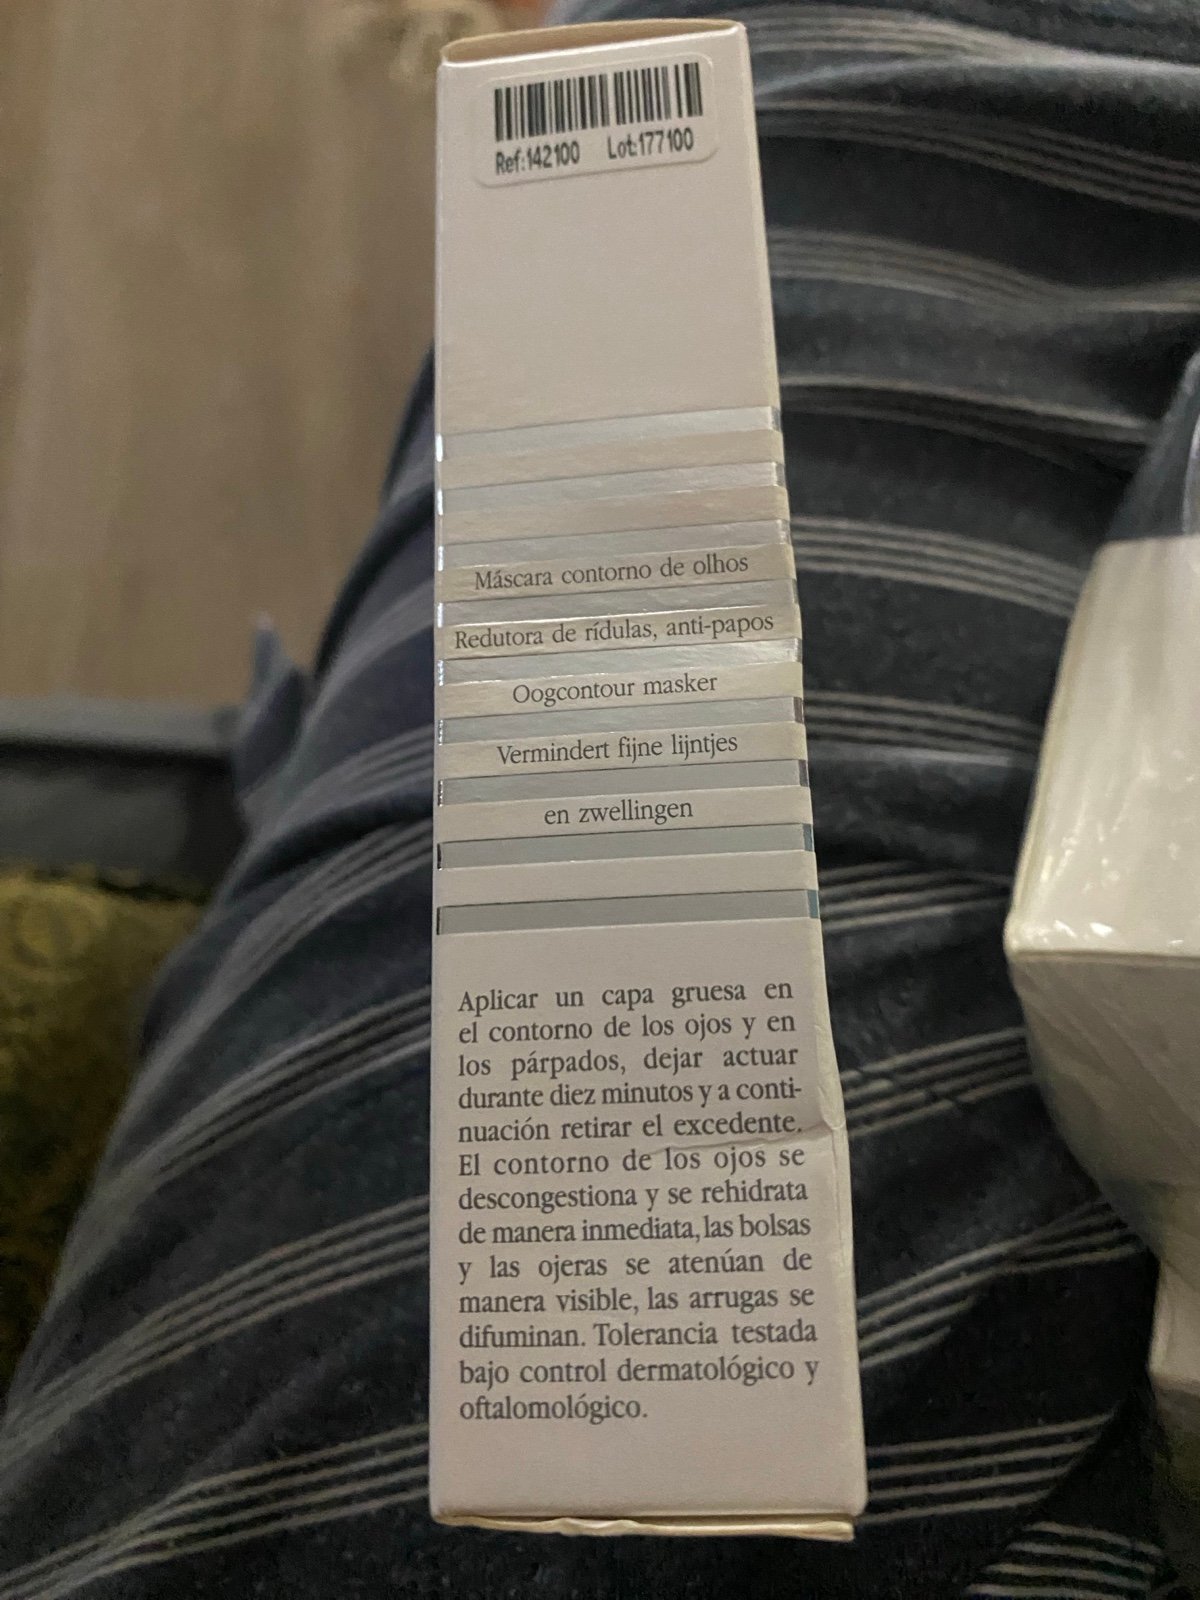 Ref:142100 Lot:177100
Máscara contorno de olhos
Redutora de rídulas, anti-papos
Oogcontour masker
Vermindert fijne lijntjes
en zwellingen
Aplicar un capa gruesa en
el contorno de los ojos y en
los párpados, dejar actuar
durante diez minutos y a conti-
nuación retirar el excedente.
El contorno de los ojos se
descongestiona y se rehidrata
de manera inmediata, las bolsas
y las ojeras se atenúan de
manera visible, las arrugas se
difuminan. Tolerancia testada
bajo control dermatológico y
oftalomológico.